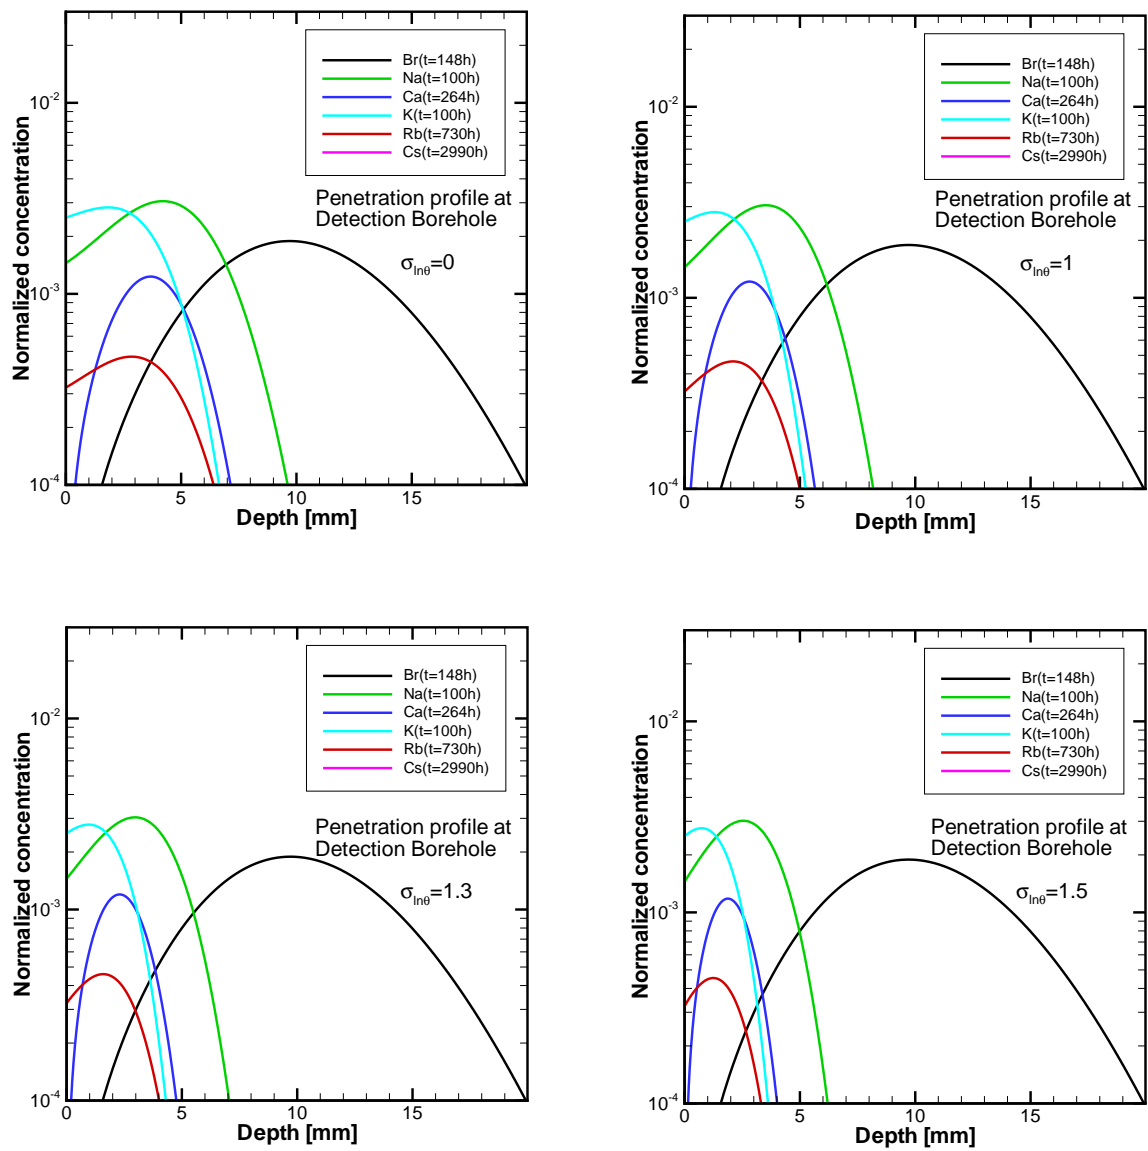 Normalized concentration
10-2
10-3
10-4
Br(t=148h)
Na(t=100h)
Ca(t=264h)
K(t=100h)
Rb(t=730h)
Cs(t=2990h)
Penetration profile at
Detection Borehole
σlnθ=0
0 5 10 15
Depth [mm]
Normalized concentration
10-2
10-3
10-4
Br(t=148h)
Na(t=100h)
Ca(t=264h)
K(t=100h)
Rb(t=730h)
Cs(t=2990h)
Penetration profile at
Detection Borehole
σlnθ=1
0 5 10 15
Depth [mm]
Normalized concentration
10-2
10-3
10-4
Br(t=148h)
Na(t=100h)
Ca(t=264h)
K(t=100h)
Rb(t=730h)
Cs(t=2990h)
Penetration profile at
Detection Borehole
σlnθ=1.3
0 5 10 15
Depth [mm]
Normalized concentration
10-2
10-3
10-4
Br(t=148h)
Na(t=100h)
Ca(t=264h)
K(t=100h)
Rb(t=730h)
Cs(t=2990h)
Penetration profile at
Detection Borehole
σlnθ=1.5
0 5 10 15
Depth [mm]